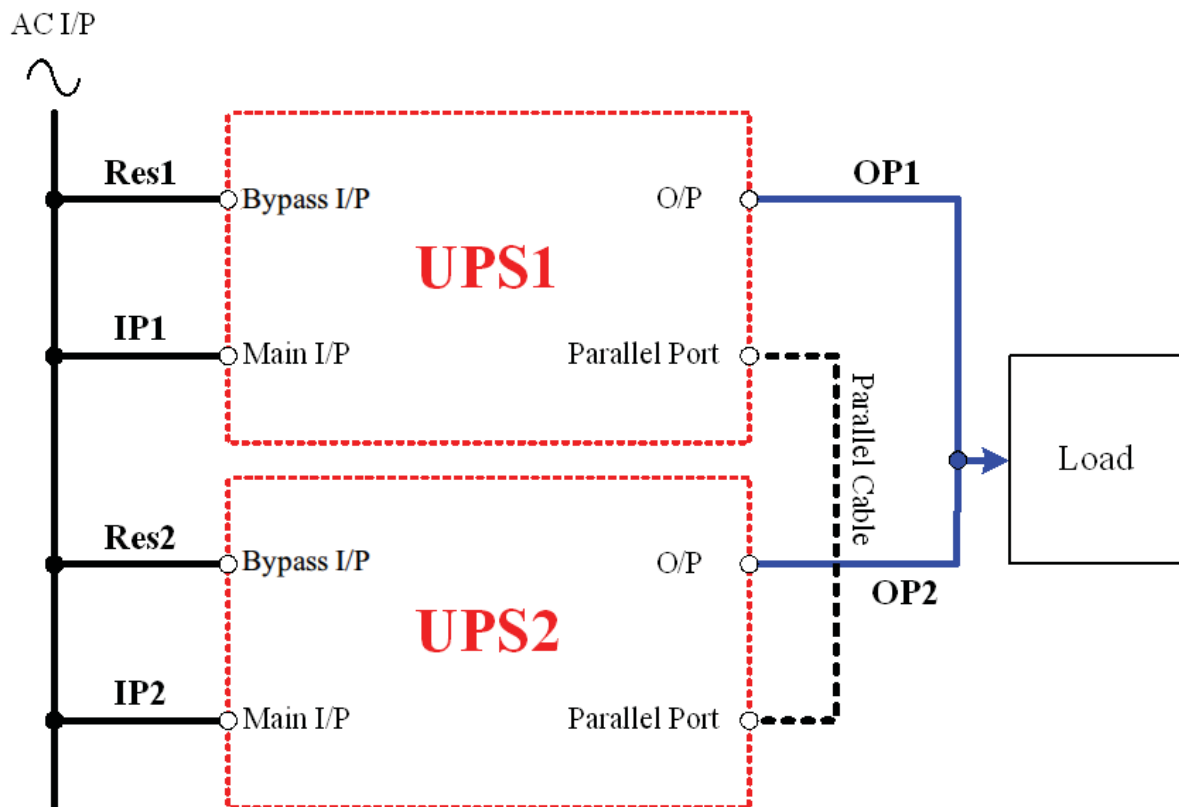 AC I/P
Res1
Bypass I/P
O/P
OP1
UPS1
IP1
Main I/P
Parallel Port
Parallel Cable
Load
Res2
Bypass I/P
O/P
OP2
UPS2
IP2
Main I/P
Parallel Port